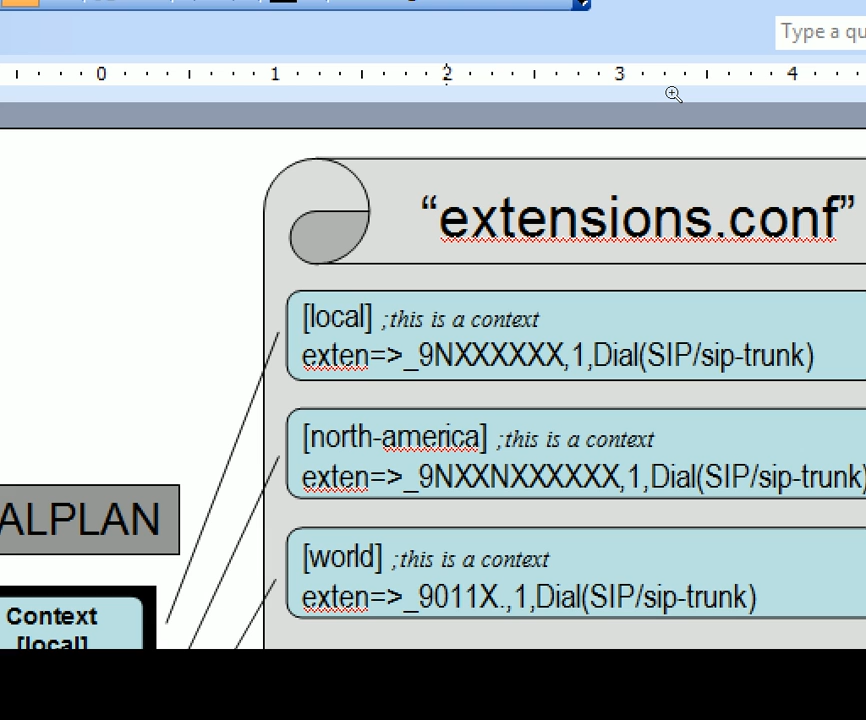 Type a qu
0 1 2 3 4
“extensions.conf”
[local] ;this is a context
exten=>_9NXXXXXX,1,Dial(SIP/sip-trunk)
[north-america] ;this is a context
exten=>_9NXXNXXXXXX,1,Dial(SIP/sip-trunk)
[world] ;this is a context
exten=>_9011X.,1,Dial(SIP/sip-trunk)
ALPLAN
Context
[local]